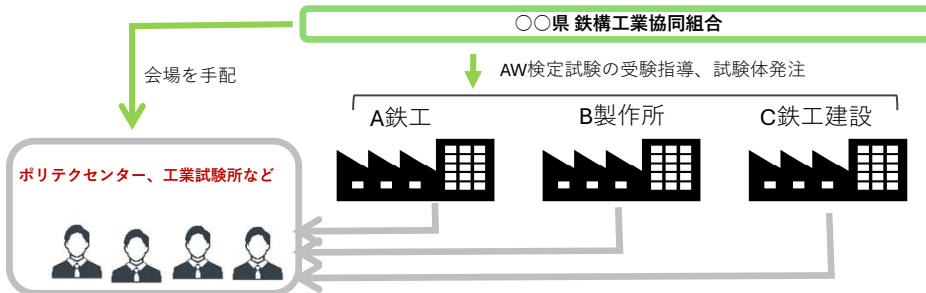 ○○県 鉄構工業協同組合
会場を手配
AW検定試験の受験指導、試験体発注
A鉄工
B製作所
C鉄工建設
ポリテクセンター、工業試験所など